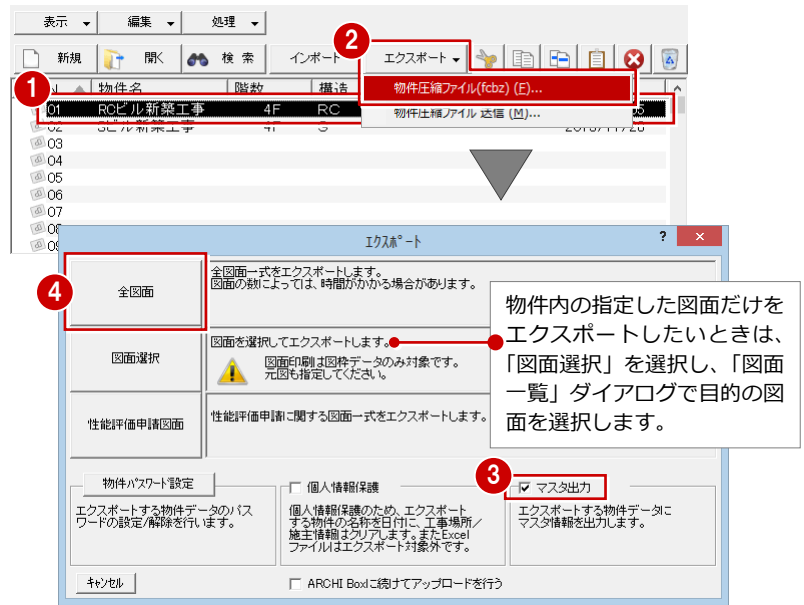 表示 編集 処理
新規 開く 検 索 インポート エクスポート
2
1
物件名 階数 構造
物件圧縮ファイル(fcbz) (F)...
01 RCビル新築工事 4F RC
物件圧縮ファイル 送信 (M)...
02 SビルS新築工事 4F S 2013/11/28
03
04
05
06
07
08
09
エクスポート ? ×
4
全図面
全図面一式をエクスポートします。
図面の数によっては、時間がかかる場合があります。
物件内の指定した図面だけを
エクスポートしたいときは、
「図面選択」を選択し、「図面
一覧」ダイアログで目的の図
面を選択します。
図面選択
図面を選択してエクスポートします。
図面印刷は図枠データのみ対象です。
元図も指定してください。
性能評価申請図面
性能評価申請に関する図面一式をエクスポートします。
物件パスワード設定
エクスポートする物件データのパス
ワードの設定/解除を行います。
個人情報保護
個人情報保護のため、エクスポート
する物件の名称を日付に、工事場所/
施主情報はクリアします。またExcel
ファイルはエクスポート対象外です。
3
マスタ出力
エクスポートする物件データに
マスタ情報を出力します。
キャンセル
ARCHI Boxに続けてアップロードを行う